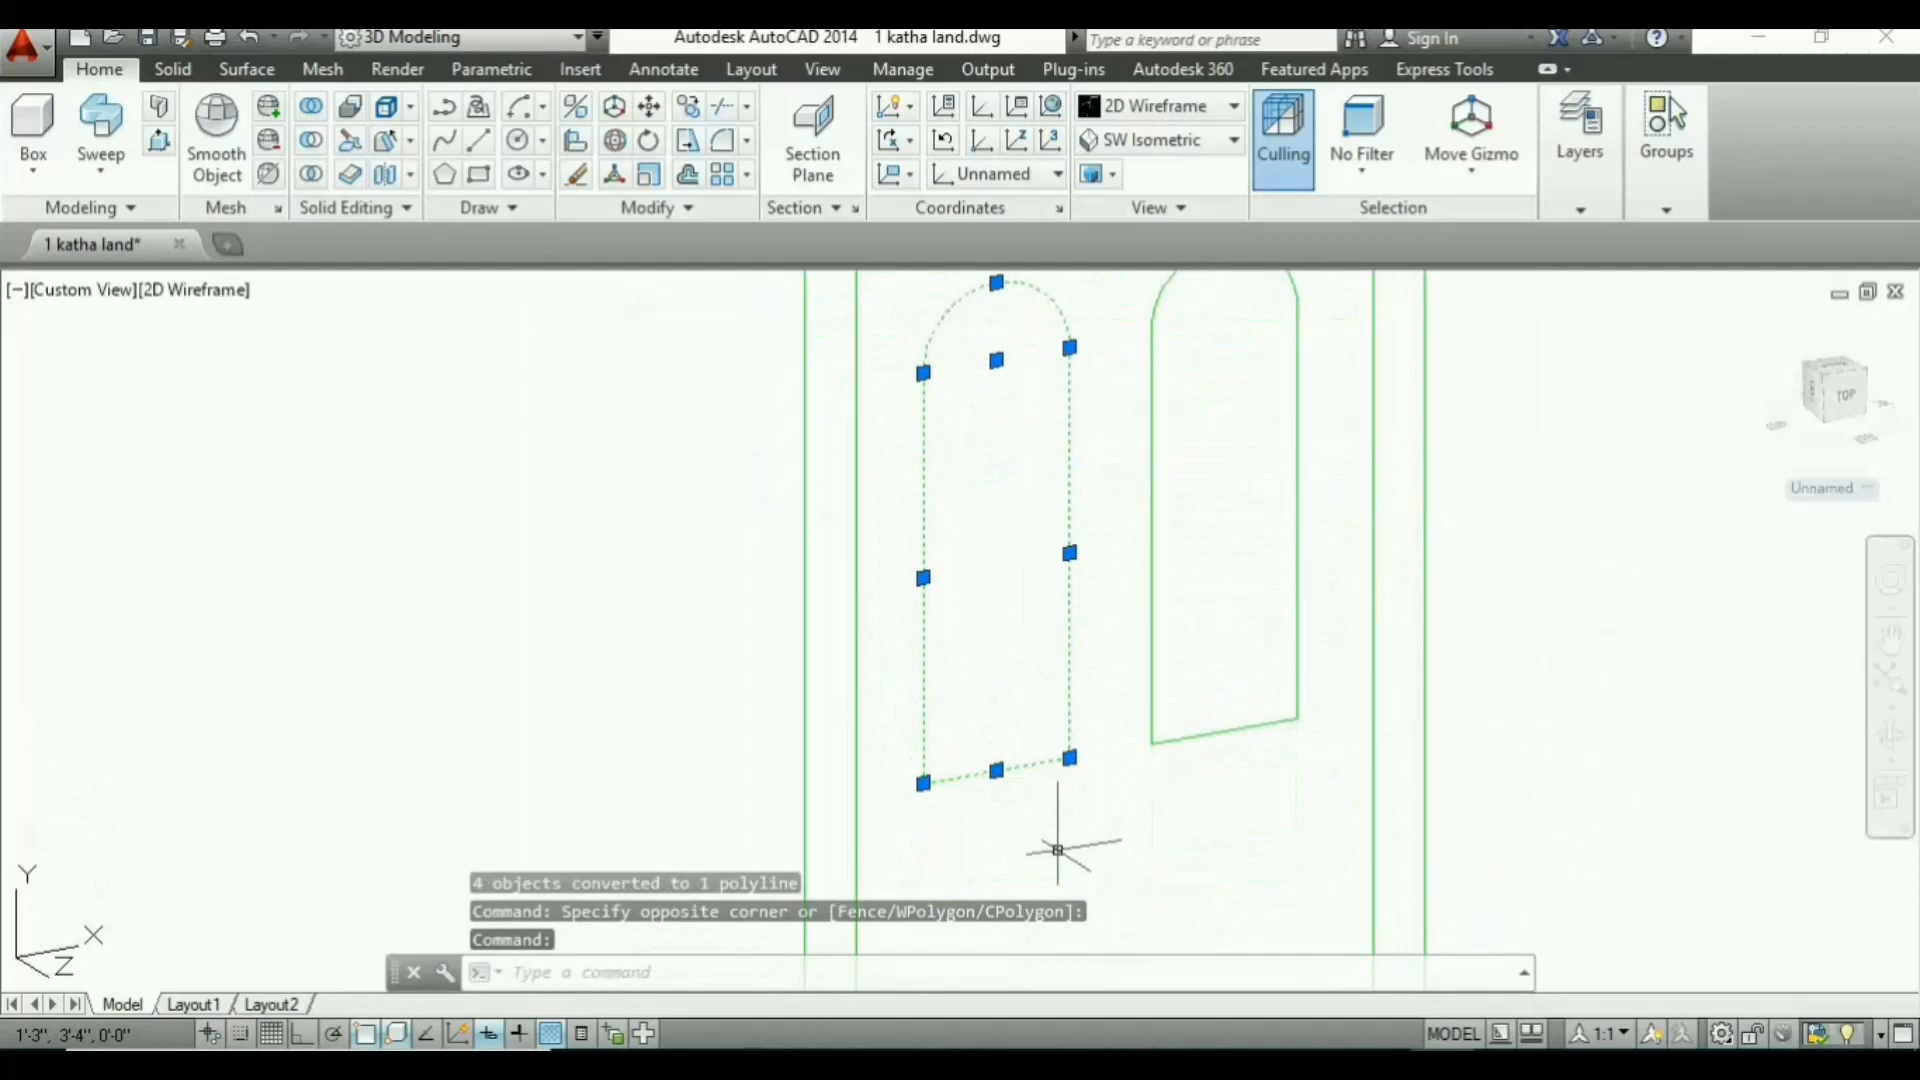 3D Modeling Autodesk AutoCAD 2014 1 katha land.dwg Type a keyword or phrase Sign In
Home Solid Surface Mesh Render Parametric Insert Annotate Layout View Manage Output Plug-ins Autodesk 360 Featured Apps Express Tools
2D Wireframe
SW Isometric
Box Sweep Smooth Object Section Plane Culling No Filter Move Gizmo Layers Groups
Unnamed
Modeling Mesh Solid Editing Draw Modify Section Coordinates View Selection
1 katha land*
[−][Custom View][2D Wireframe]
TOP
Unnamed
4 objects converted to 1 polyline
Command: Specify opposite corner or [Fence/WPolygon/CPolygon]:
Command:
Y
X
Z
Type a command
Model Layout1 Layout2
1'-3", 3'-4", 0'-0" MODEL 1:1